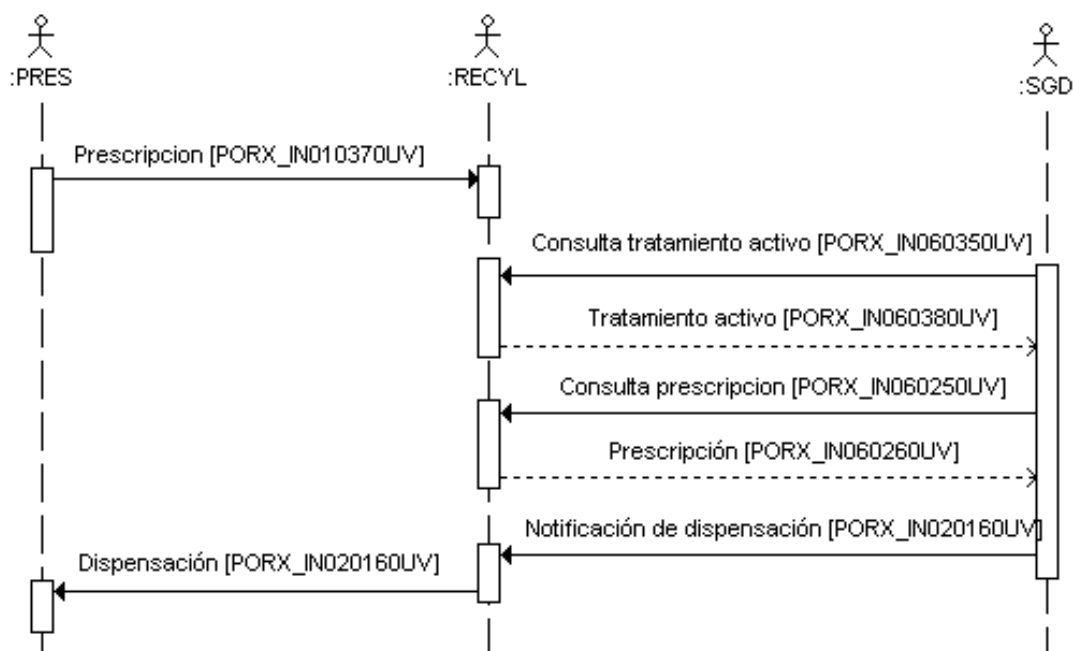 :PRES
:RECYL
:SGD
Prescripcion [PORX_IN010370UV]
Consulta tratamiento activo [PORX_IN060350UV]
Tratamiento activo [PORX_IN060380UV]
Consulta prescripcion [PORX_IN060250UV]
Prescripción [PORX_IN060260UV]
Notificación de dispensación [PORX_IN020160UV]
Dispensación [PORX_IN020160UV]